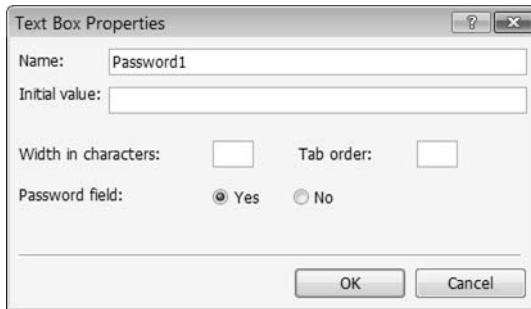 Text Box Properties
Name: Password1
Initial value:
Width in characters: Tab order:
Password field: Yes No
OK Cancel